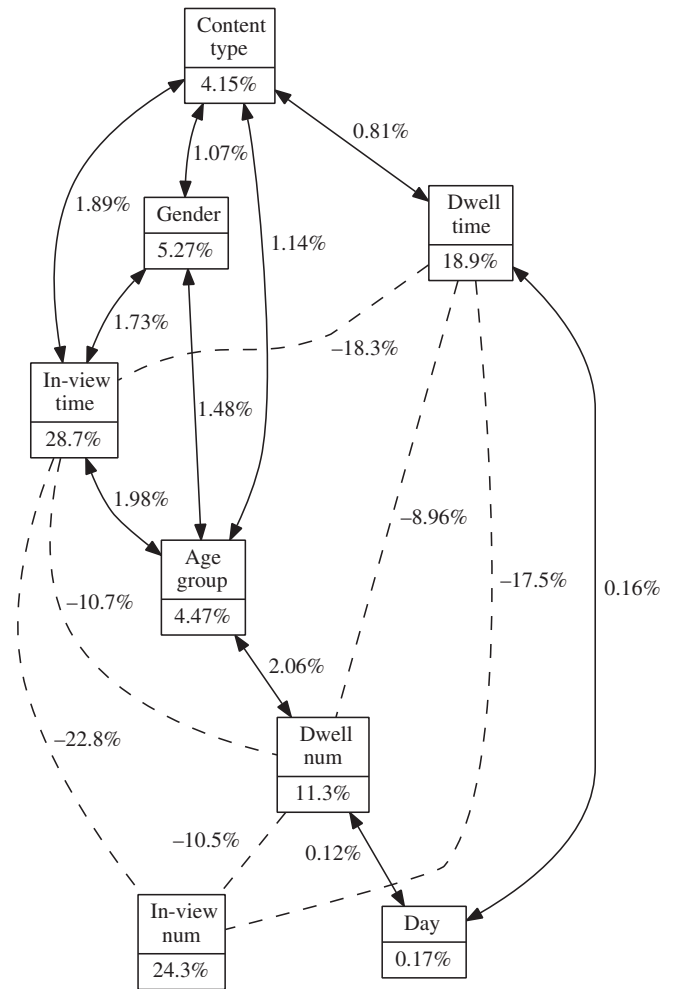 Content
type
4.15%
0.81%
1.07%
1.89%
Dwell
time
18.9%
Gender
5.27%
1.14%
1.73%
–18.3%
In-view
time
28.7%
1.48%
1.98%
–8.96%
Age
group
4.47%
–17.5%
0.16%
–10.7%
2.06%
–22.8%
Dwell
num
11.3%
–10.5%
0.12%
In-view
num
24.3%
Day
0.17%